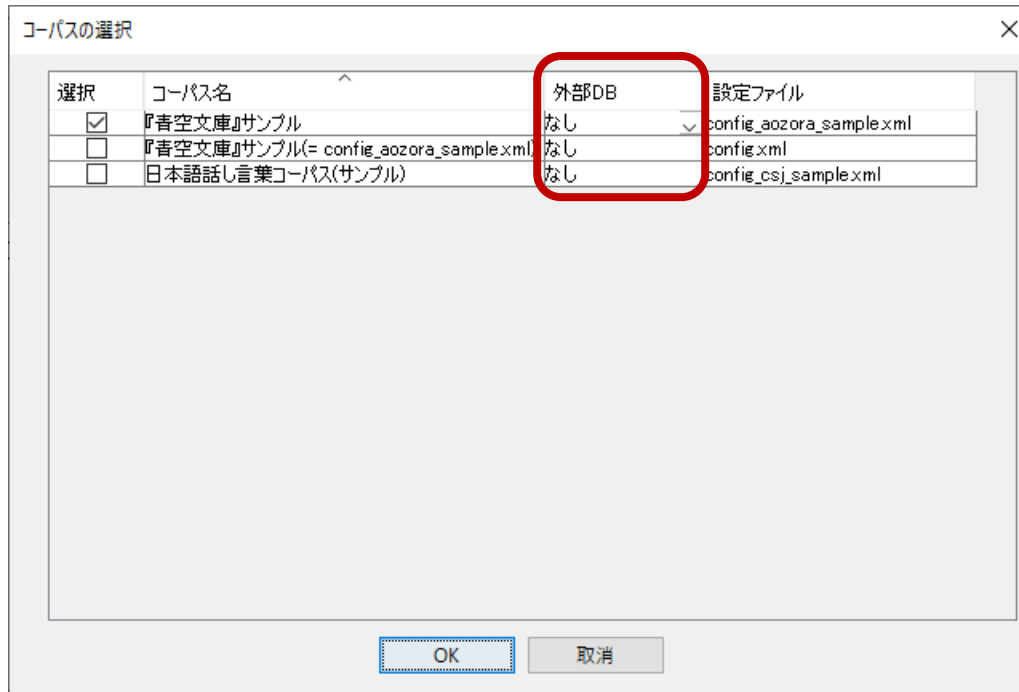 コーパスの選択
選択 コーパス名 外部DB 設定ファイル
『青空文庫』サンプル なし config_aozora_sample.xml
『青空文庫』サンプル(= config_aozora_sample.xml) なし config.xml
日本語話し言葉コーパス(サンプル) なし config_csj_sample.xml
OK 取消